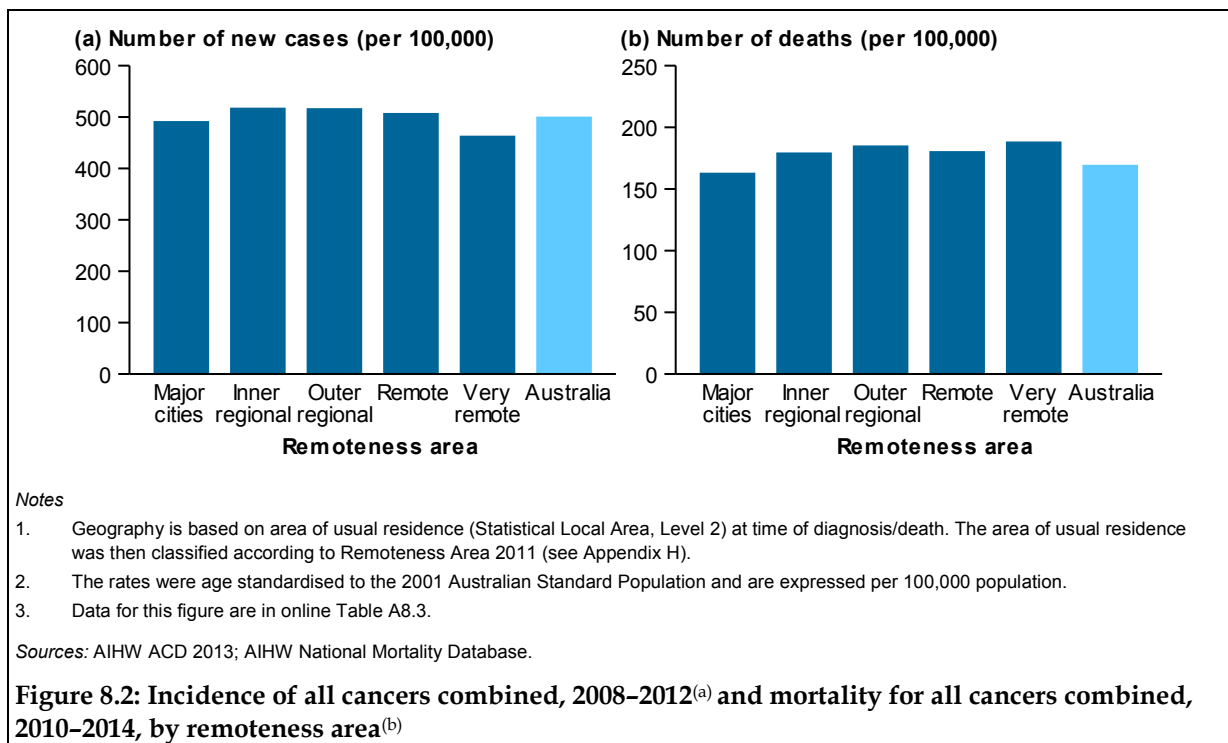 (a) Number of new cases (per 100,000)
600
500
400
300
200
100
0
Major cities
Inner regional
Outer regional
Remote
Very remote
Australia
Remoteness area
(b) Number of deaths (per 100,000)
250
200
150
100
50
0
Major cities
Inner regional
Outer regional
Remote
Very remote
Australia
Remoteness area
Notes
1. Geography is based on area of usual residence (Statistical Local Area, Level 2) at time of diagnosis/death. The area of usual residence
was then classified according to Remoteness Area 2011 (see Appendix H).
2. The rates were age standardised to the 2001 Australian Standard Population and are expressed per 100,000 population.
3. Data for this figure are in online Table A8.3.
Sources: AIHW ACD 2013; AIHW National Mortality Database.
Figure 8.2: Incidence of all cancers combined, 2008–2012(a) and mortality for all cancers combined,
2010–2014, by remoteness area(b)